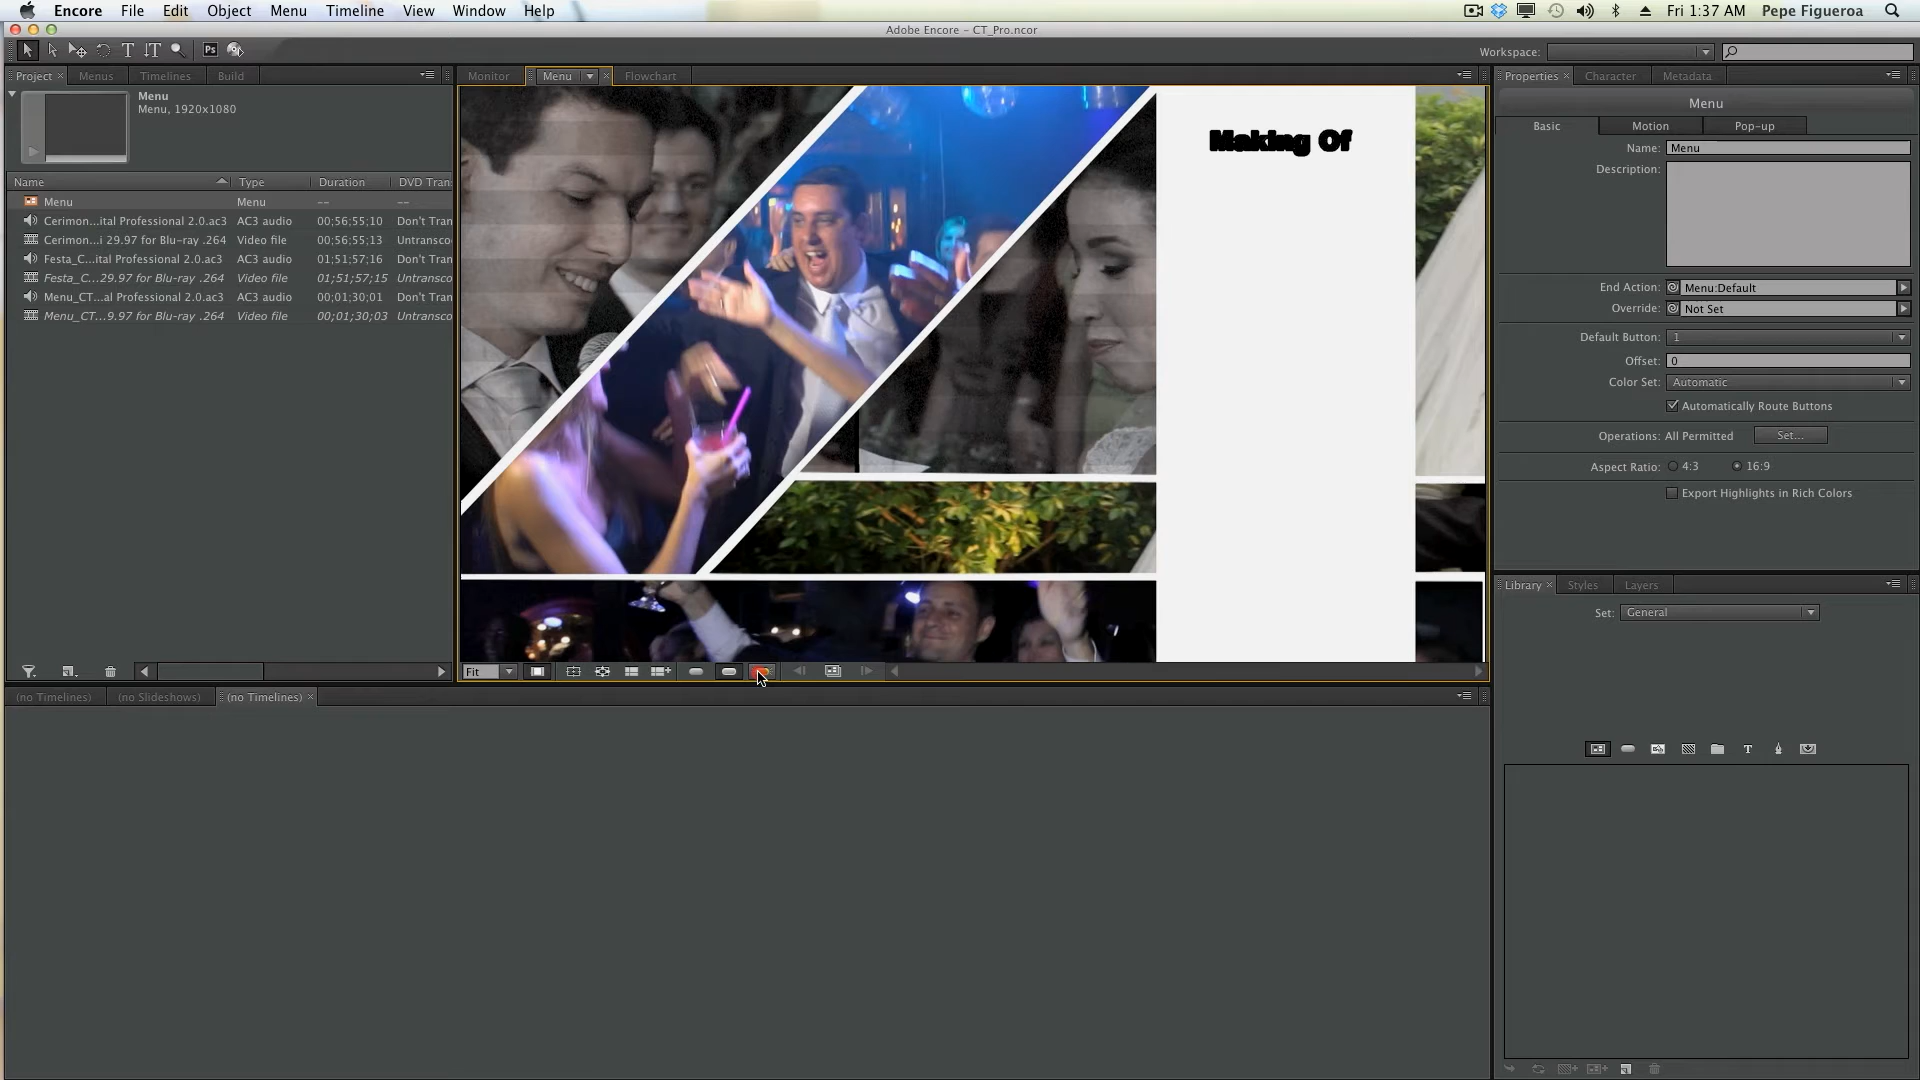 Encore File Edit Object Menu Timeline View Window Help
Fri 1:37 AM Pepe Figueroa
Adobe Encore – CT_Pro.ncor
T T Ps
Workspace:
Project Menus Timelines Build
Monitor Menu Flowchart
Properties Character Metadata
Menu
Menu, 1920x1080
Name Type Duration DVD Tran
Menu Menu -- --
Cerimon...ital Professional 2.0.ac3 AC3 audio 00;56;55;10 Don't Tran
Cerimon...i 29.97 for Blu-ray .264 Video file 00;56;55;13 Untransco
Festa_C...ital Professional 2.0.ac3 AC3 audio 01;51;57;16 Don't Tran
Festa_C...29.97 for Blu-ray .264 Video file 01;51;57;15 Untransco
Menu_CT...al Professional 2.0.ac3 AC3 audio 00;01;30;01 Don't Tran
Menu_CT...9.97 for Blu-ray .264 Video file 00;01;30;03 Untransco
Making Of
Fit
Menu
Basic Motion Pop-up
Name: Menu
Description:
End Action: Menu:Default
Override: Not Set
Default Button: 1
Offset: 0
Color Set: Automatic
Automatically Route Buttons
Operations: All Permitted Set...
Aspect Ratio: 4:3 16:9
Export Highlights in Rich Colors
Library Styles Layers
Set: General
T
(no Timelines) (no Slideshows) (no Timelines)